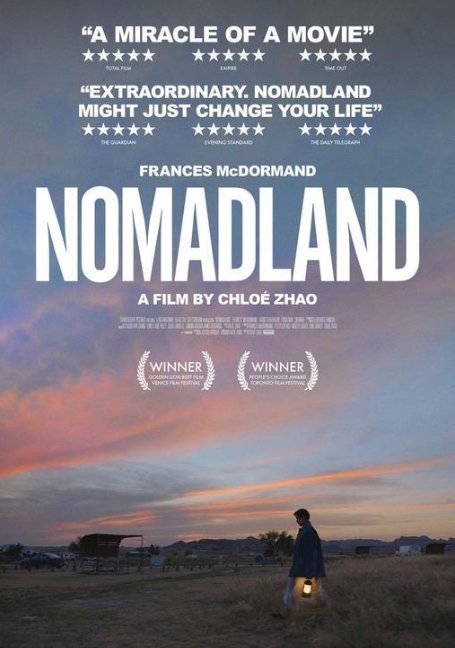 “A MIRACLE OF A MOVIE”
★★★★★ ★★★★★ ★★★★★
TOTAL FILM EMPIRE TIME OUT
“EXTRAORDINARY. NOMADLAND
MIGHT JUST CHANGE YOUR LIFE”
★★★★★ ★★★★★ ★★★★★
THE GUARDIAN EVENING STANDARD THE DAILY TELEGRAPH
FRANCES McDORMAND
NOMADLAND
A FILM BY CHLOÉ ZHAO
WINNER
GOLDEN LION BEST FILM
VENICE FILM FESTIVAL
WINNER
PEOPLE'S CHOICE AWARD
TORONTO FILM FESTIVAL